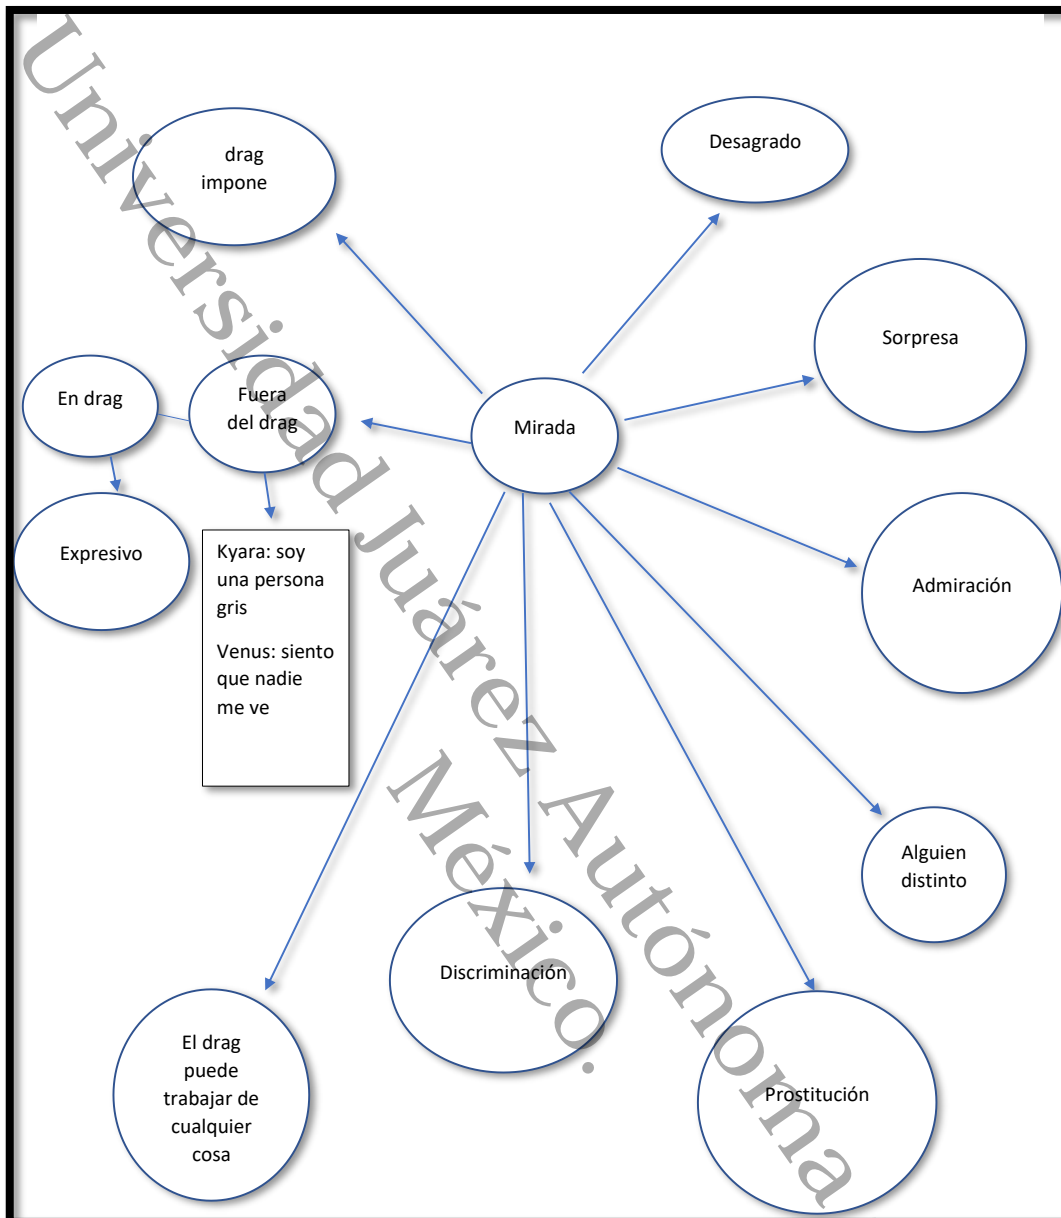 drag
impone
Desagrado
Sorpresa
En drag
Fuera
del drag
Mirada
Expresivo
Kyara: soy
una persona
gris
Venus: siento
que nadie
me ve
Admiración
Alguien
distinto
Discriminación
El drag
puede
trabajar de
cualquier
cosa
Prostitución
Universidad Juárez Autónoma
México.